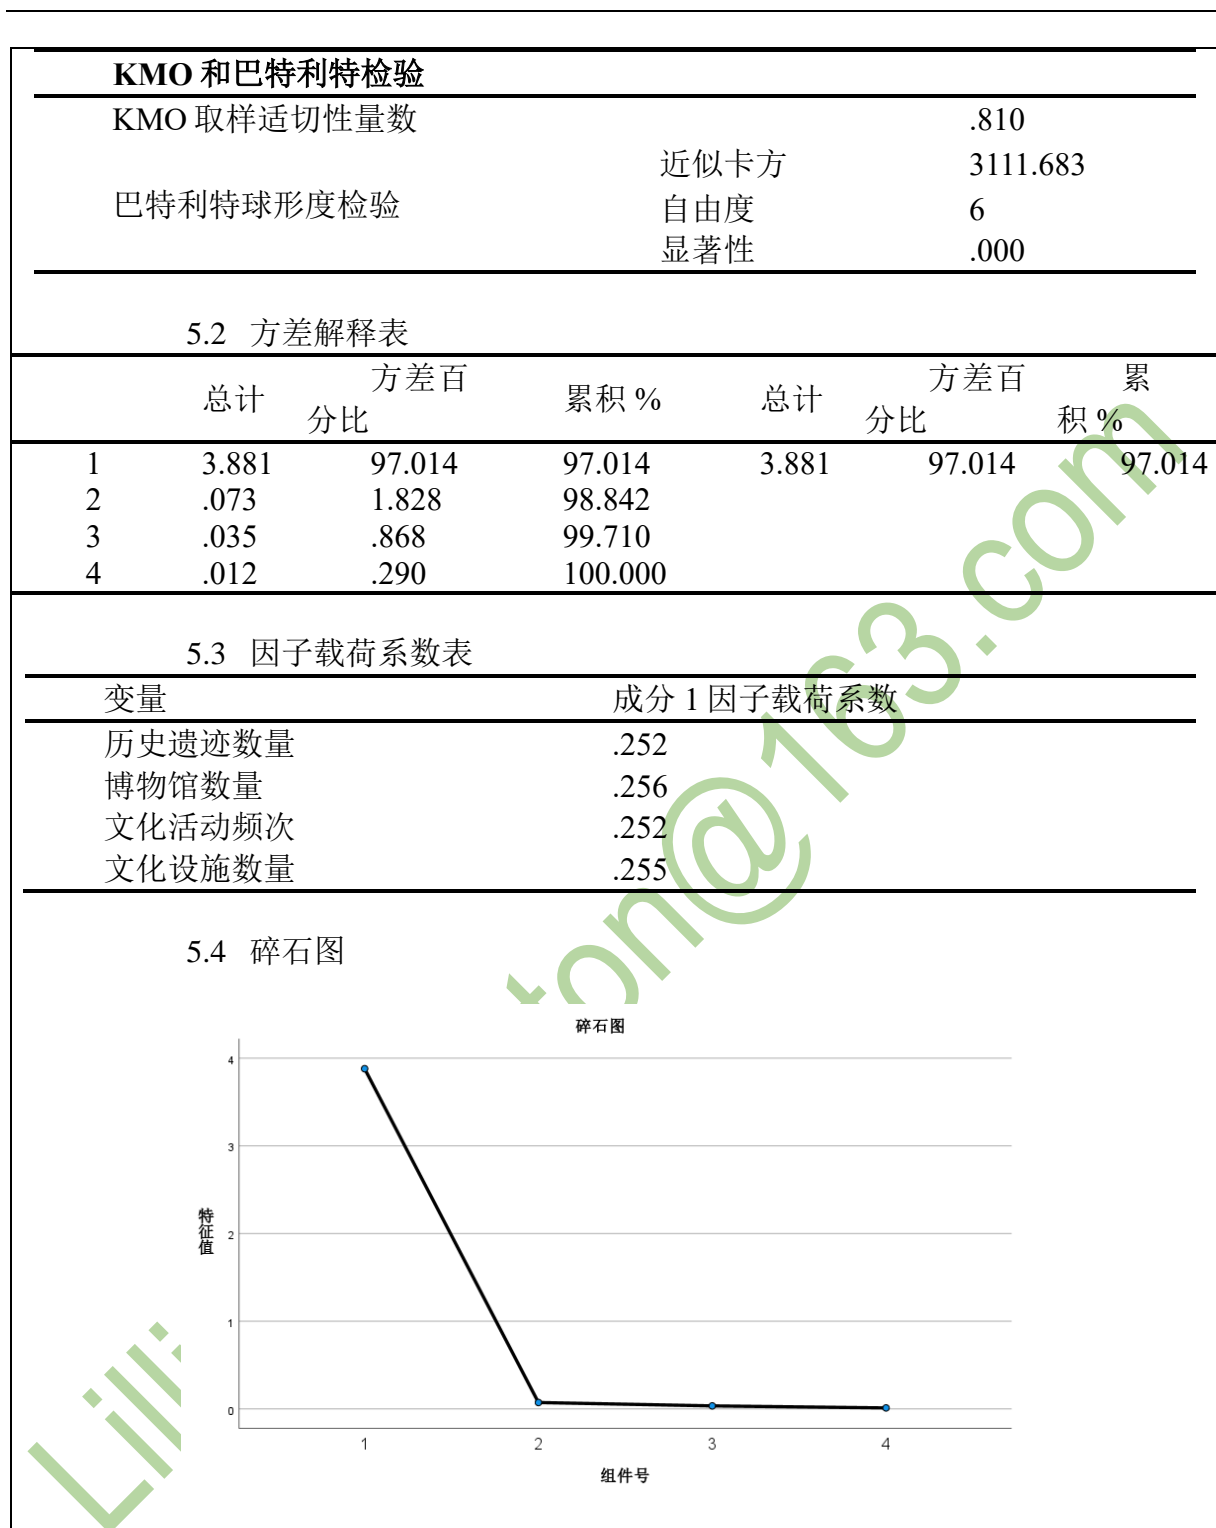 KMO 和巴特利特检验
KMO 取样适切性量数 .810
近似卡方 3111.683
巴特利特球形度检验 自由度 6
显著性 .000
5.2 方差解释表
总计 方差百分比 累积 % 总计 方差百分比 累积 %
1 3.881 97.014 97.014 3.881 97.014 97.014
2 .073 1.828 98.842
3 .035 .868 99.710
4 .012 .290 100.000
5.3 因子载荷系数表
变量 成分 1 因子载荷系数
历史遗迹数量 .252
博物馆数量 .256
文化活动频次 .252
文化设施数量 .255
5.4 碎石图
碎石图
4
3
2
1
0
特征值
1 2 3 4
组件号
ton@163.com